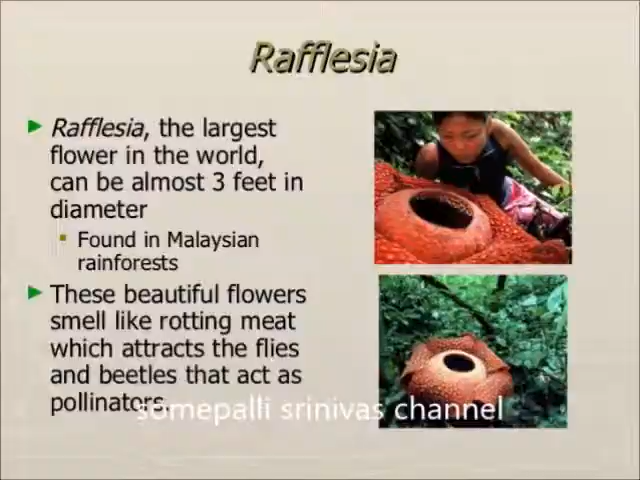 Rafflesia
Rafflesia, the largest
flower in the world,
can be almost 3 feet in
diameter
Found in Malaysian
rainforests
These beautiful flowers
smell like rotting meat
which attracts the flies
and beetles that act as
pollinators.
somepalli srinivas channel